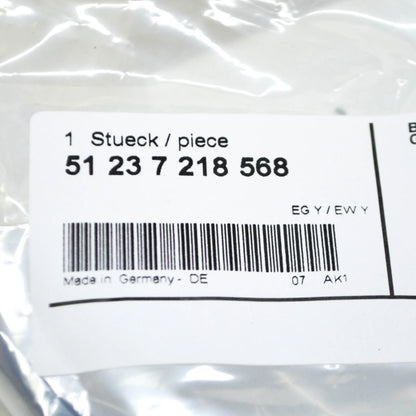 1 Stueck / piece
51 23 7 218 568
EG Y / EW Y
Made in Germany - DE 07 AK1